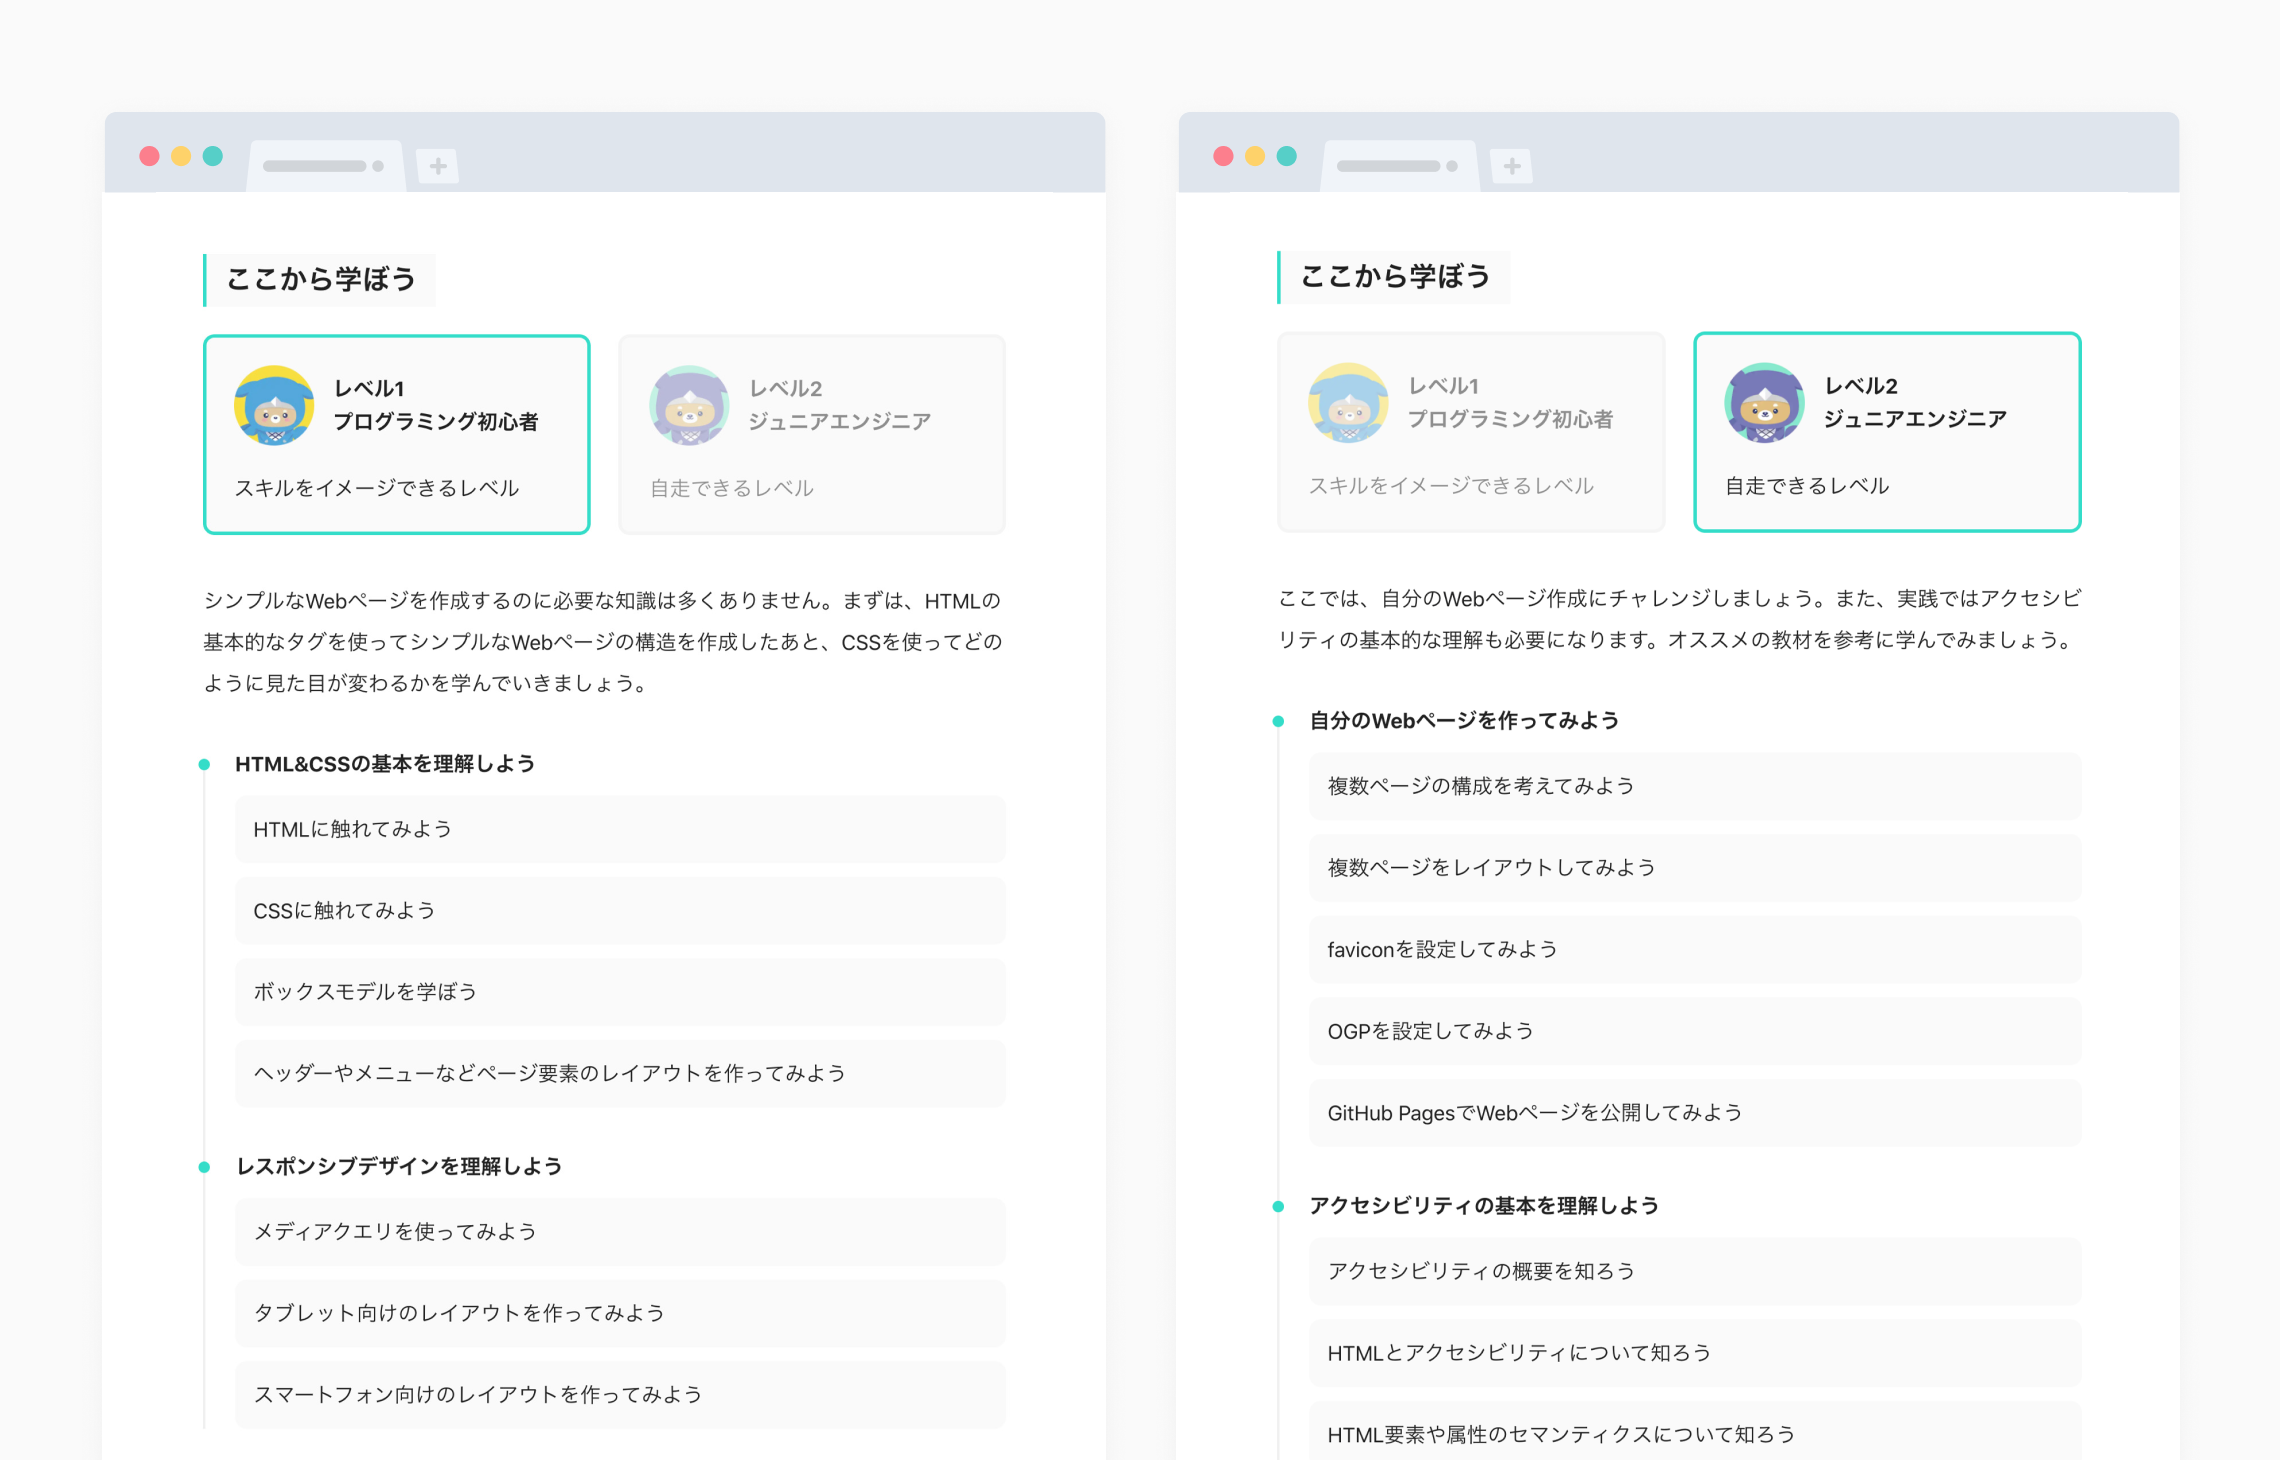 ここから学ぼう
レベル1
プログラミング初心者
スキルをイメージできるレベル
レベル2
ジュニアエンジニア
自走できるレベル
シンプルなWebページを作成するのに必要な知識は多くありません。まずは、HTMLの
基本的なタグを使ってシンプルなWebページの構造を作成したあと、CSSを使ってどの
ように見た目が変わるかを学んでいきましょう。
HTML&CSSの基本を理解しよう
HTMLに触れてみよう
CSSに触れてみよう
ボックスモデルを学ぼう
ヘッダーやメニューなどページ要素のレイアウトを作ってみよう
レスポンシブデザインを理解しよう
メディアクエリを使ってみよう
タブレット向けのレイアウトを作ってみよう
スマートフォン向けのレイアウトを作ってみよう
ここから学ぼう
レベル1
プログラミング初心者
スキルをイメージできるレベル
レベル2
ジュニアエンジニア
自走できるレベル
ここでは、自分のWebページ作成にチャレンジしましょう。また、実践ではアクセシビ
リティの基本的な理解も必要になります。オススメの教材を参考に学んでみましょう。
自分のWebページを作ってみよう
複数ページの構成を考えてみよう
複数ページをレイアウトしてみよう
faviconを設定してみよう
OGPを設定してみよう
GitHub PagesでWebページを公開してみよう
アクセシビリティの基本を理解しよう
アクセシビリティの概要を知ろう
HTMLとアクセシビリティについて知ろう
HTML要素や属性のセマンティクスについて知ろう